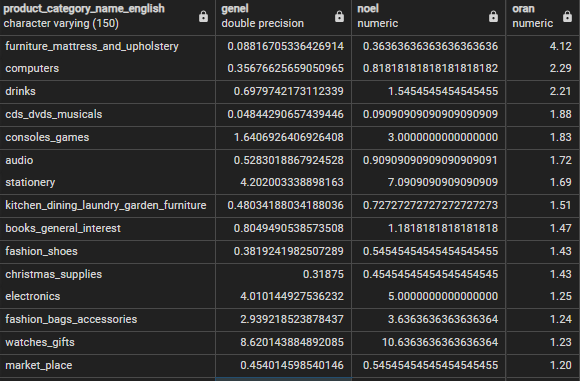 product_category_name_english genel noel oran
character varying (150) double precision numeric numeric
furniture_mattress_and_upholstery 0.08816705336426914 0.36363636363636363636 4.12
computers 0.35676625659050965 0.81818181818181818182 2.29
drinks 0.6979742173112339 1.5454545454545455 2.21
cds_dvds_musicals 0.04844290657439446 0.09090909090909090909 1.88
consoles_games 1.6406926406926408 3.0000000000000000 1.83
audio 0.5283018867924528 0.90909090909090909091 1.72
stationery 4.202003338898163 7.0909090909090909 1.69
kitchen_dining_laundry_garden_furniture 0.48034188034188036 0.72727272727272727273 1.51
books_general_interest 0.8049490538573508 1.1818181818181818 1.47
fashion_shoes 0.3819241982507289 0.54545454545454545455 1.43
christmas_supplies 0.31875 0.45454545454545454545 1.43
electronics 4.010144927536232 5.0000000000000000 1.25
fashion_bags_accessories 2.939218523878437 3.6363636363636364 1.24
watches_gifts 8.620143884892085 10.6363636363636364 1.23
market_place 0.454014598540146 0.54545454545454545455 1.20